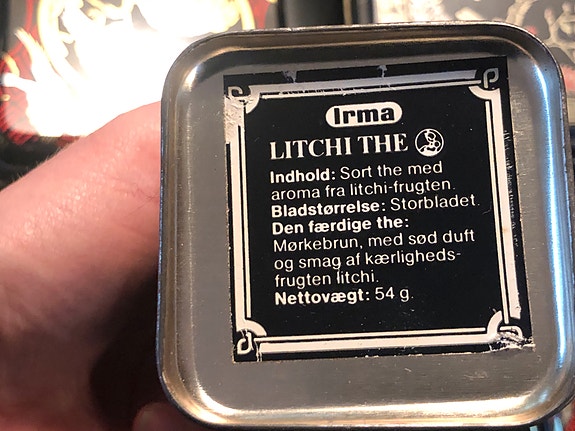 Irma
LITCHI THE
Indhold: Sort the med
aroma fra litchi-frugten.
Bladstørrelse: Storbladet.
Den færdige the:
Mørkebrun, med sød duft
og smag af kærligheds-
frugten litchi.
Nettovægt: 54 g.